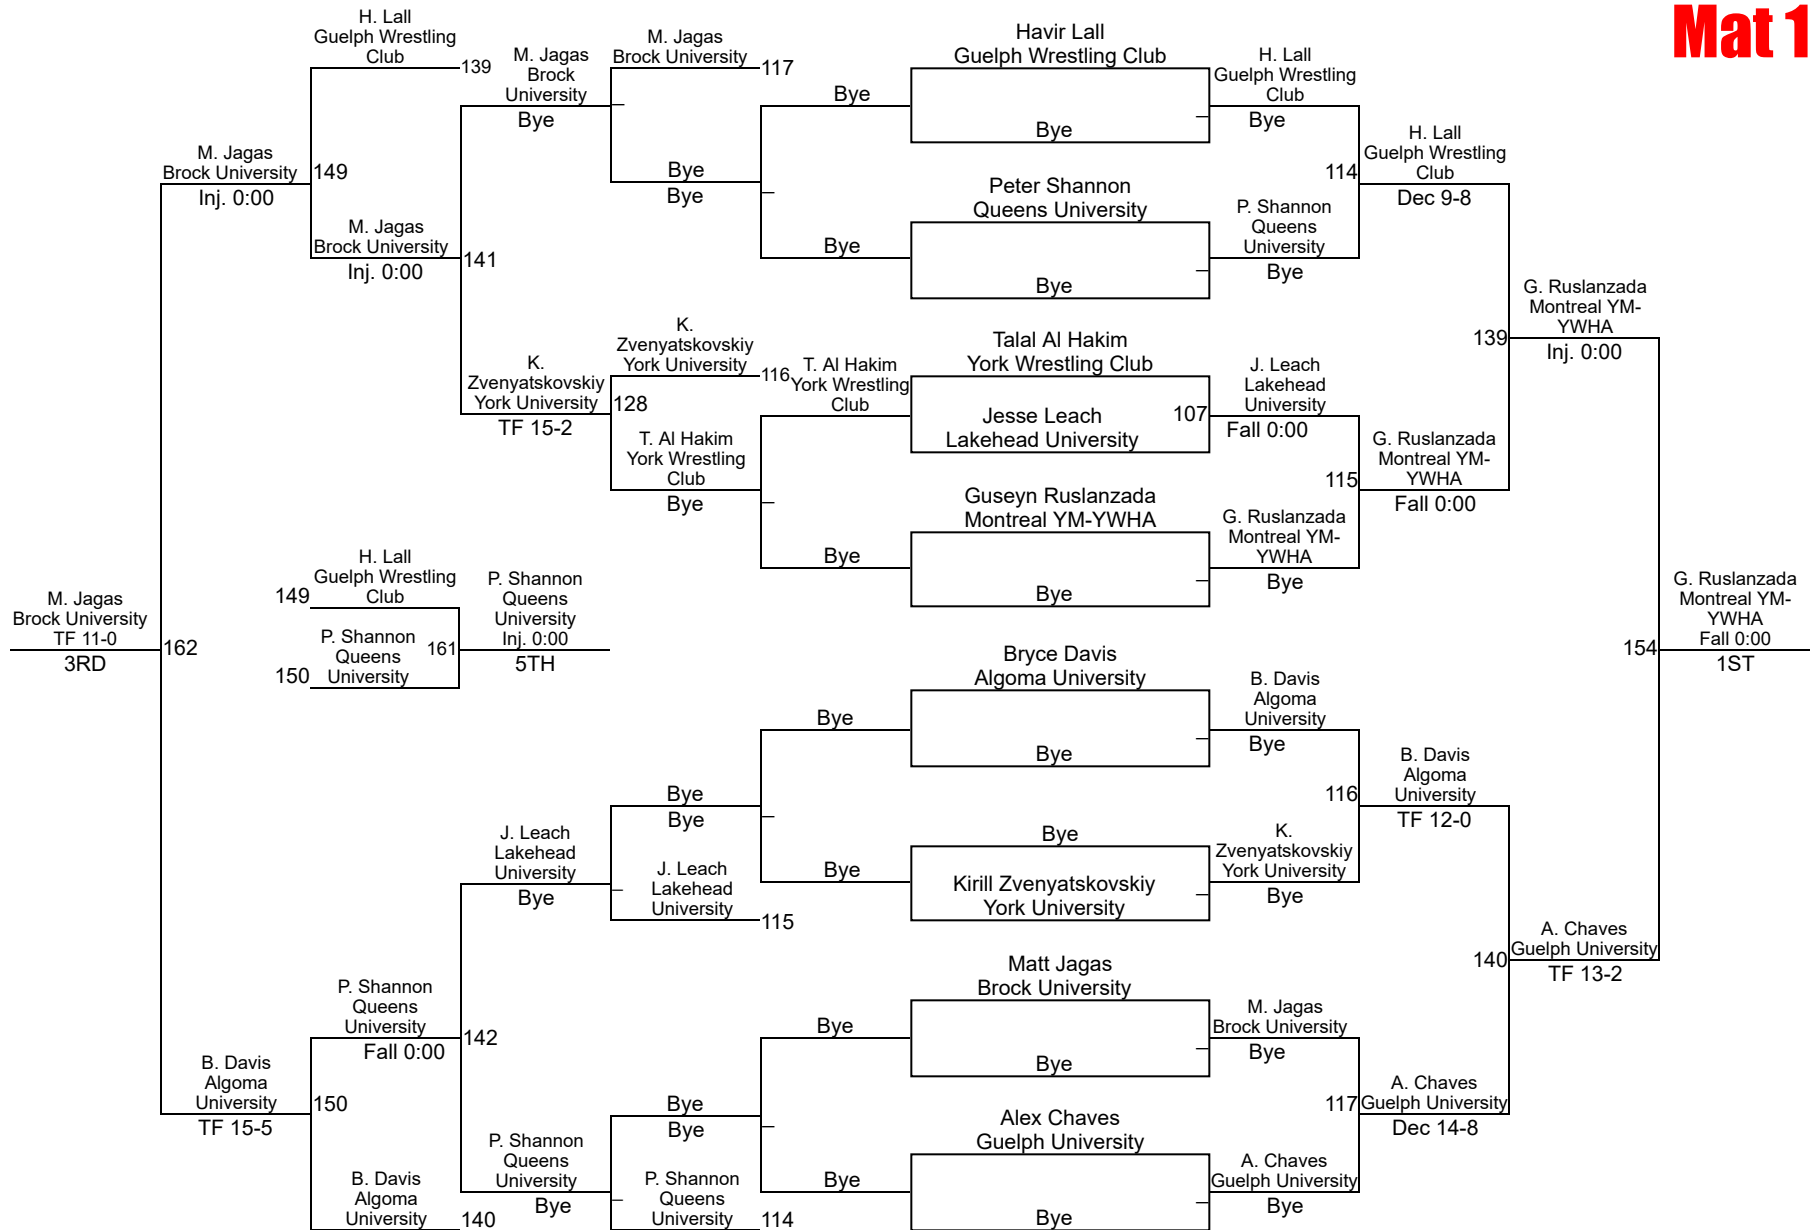 Mat 1
H. Lall
Guelph Wrestling
Club
139
M. Jagas
Brock University
Inj. 0:00
149
M. Jagas
Brock University
Inj. 0:00
M. Jagas
Brock
University
Bye
141
K.
Zvenyatskovskiy
York University
TF 15-2
M. Jagas
Brock University
117
Bye
Bye
K.
Zvenyatskovskiy
York University
116
128
T. Al Hakim
York Wrestling
Club
Bye
Bye
Bye
T. Al Hakim
York Wrestling
Club
Bye
Havir Lall
Guelph Wrestling Club
Bye
Peter Shannon
Queens University
Bye
Talal Al Hakim
York Wrestling Club
Jesse Leach
Lakehead University
107
Guseyn Ruslanzada
Montreal YM-YWHA
Bye
H. Lall
Guelph Wrestling
Club
Bye
114
P. Shannon
Queens
University
Bye
J. Leach
Lakehead
University
Fall 0:00
115
G. Ruslanzada
Montreal YM-
YWHA
Bye
H. Lall
Guelph Wrestling
Club
Dec 9-8
139
G. Ruslanzada
Montreal YM-
YWHA
Fall 0:00
G. Ruslanzada
Montreal YM-
YWHA
Inj. 0:00
154
G. Ruslanzada
Montreal YM-
YWHA
Fall 0:00
1ST
M. Jagas
Brock University
TF 11-0
3RD
162
149
H. Lall
Guelph Wrestling
Club
150
P. Shannon
Queens
University
161
P. Shannon
Queens
University
Inj. 0:00
5TH
B. Davis
Algoma
University
TF 15-5
150
P. Shannon
Queens
University
Fall 0:00
B. Davis
Algoma
University
140
142
J. Leach
Lakehead
University
Bye
P. Shannon
Queens
University
Bye
Bye
Bye
J. Leach
Lakehead
University
115
Bye
Bye
P. Shannon
Queens
University
114
Bye
Bye
Bye
Bye
Bryce Davis
Algoma University
Bye
Bye
Kirill Zvenyatskovskiy
York University
Matt Jagas
Brock University
Bye
Alex Chaves
Guelph University
Bye
B. Davis
Algoma
University
Bye
116
K.
Zvenyatskovskiy
York University
Bye
M. Jagas
Brock University
Bye
117
A. Chaves
Guelph University
Bye
B. Davis
Algoma
University
TF 12-0
140
A. Chaves
Guelph University
Dec 14-8
A. Chaves
Guelph University
TF 13-2